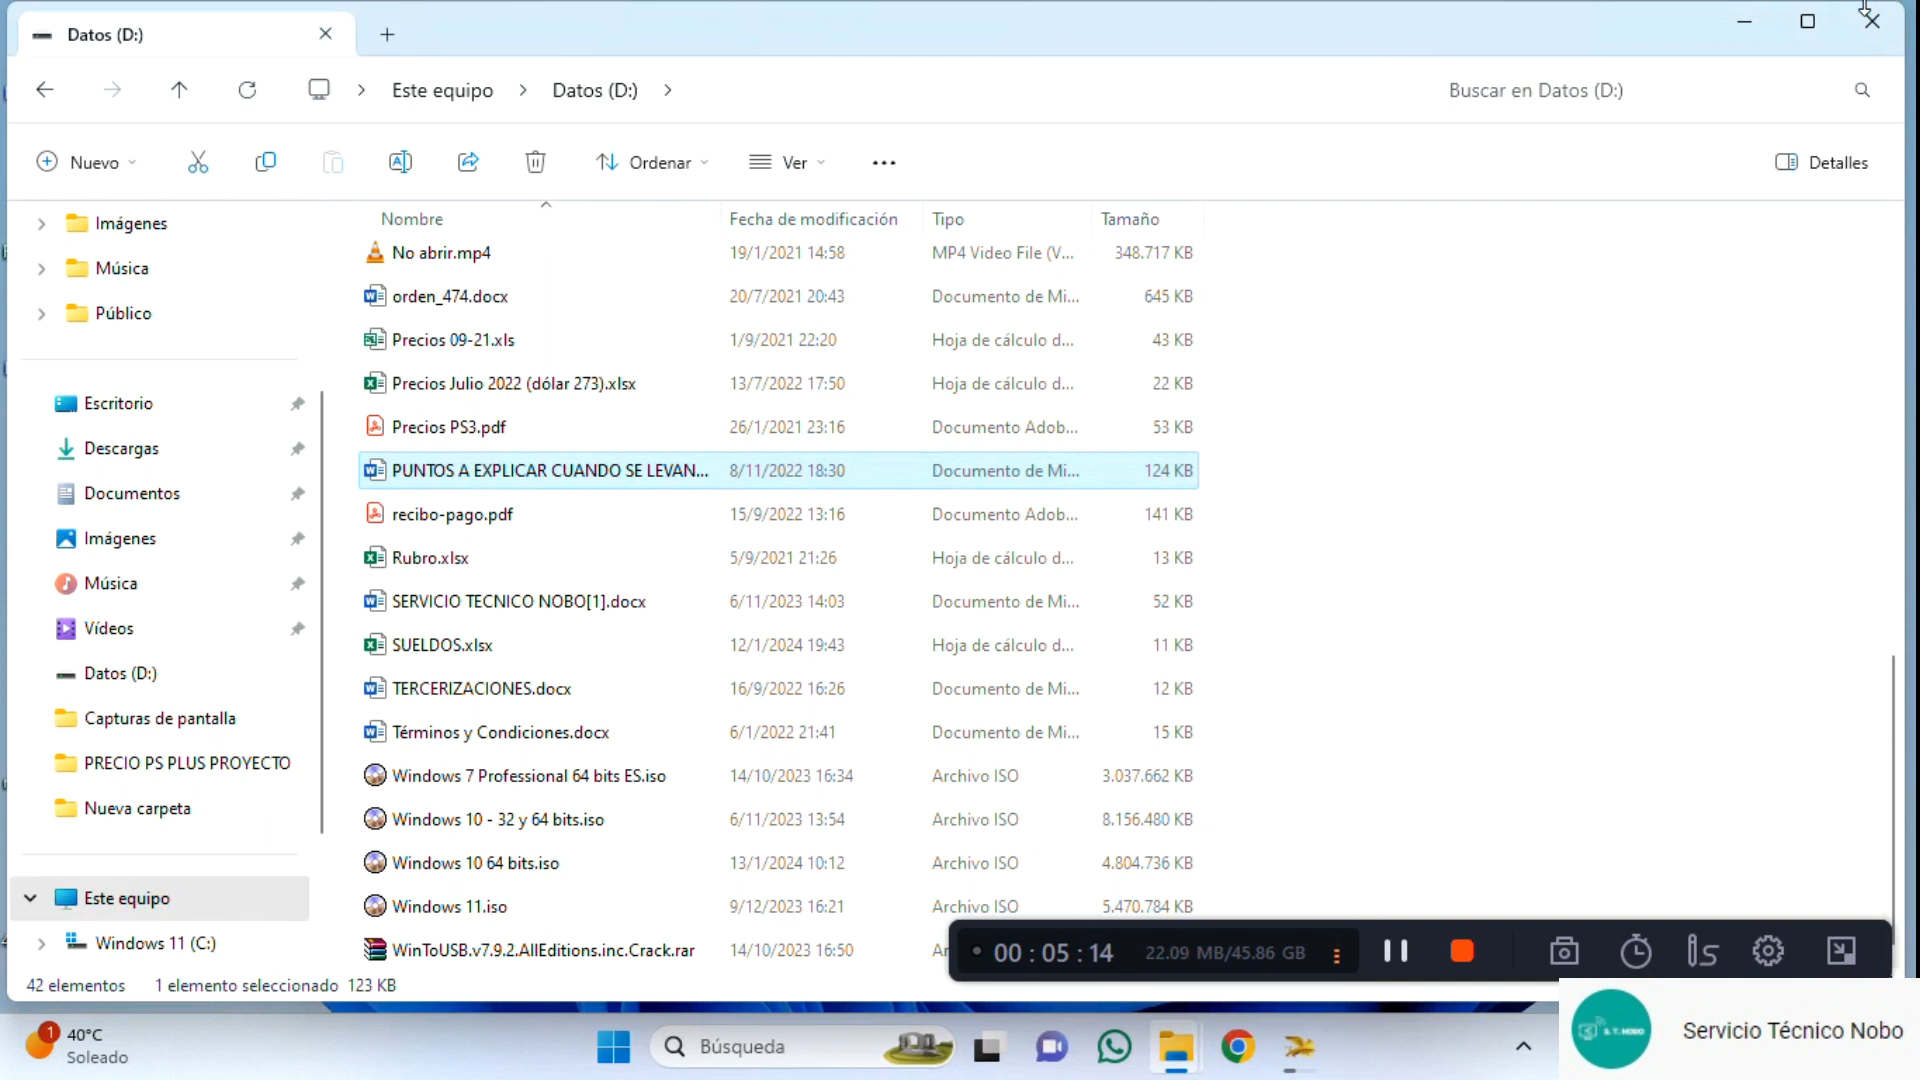 Datos (D:)
Este equipo
Datos (D:)
Buscar en Datos (D:)
Nuevo
Ordenar
Ver
Detalles
Imágenes
Música
Público
Escritorio
Descargas
Documentos
Imágenes
Música
Vídeos
Datos (D:)
Capturas de pantalla
PRECIO PS PLUS PROYECTO
Nueva carpeta
Este equipo
Windows 11 (C:)
Nombre Fecha de modificación Tipo Tamaño
No abrir.mp4 19/1/2021 14:58 MP4 Video File (V... 348.717 KB
orden_474.docx 20/7/2021 20:43 Documento de Mi... 645 KB
Precios 09-21.xls 1/9/2021 22:20 Hoja de cálculo d... 43 KB
Precios Julio 2022 (dólar 273).xlsx 13/7/2022 17:50 Hoja de cálculo d... 22 KB
Precios PS3.pdf 26/1/2021 23:16 Documento Adob... 53 KB
PUNTOS A EXPLICAR CUANDO SE LEVAN... 8/11/2022 18:30 Documento de Mi... 124 KB
recibo-pago.pdf 15/9/2022 13:16 Documento Adob... 141 KB
Rubro.xlsx 5/9/2021 21:26 Hoja de cálculo d... 13 KB
SERVICIO TECNICO NOBO[1].docx 6/11/2023 14:03 Documento de Mi... 52 KB
SUELDOS.xlsx 12/1/2024 19:43 Hoja de cálculo d... 11 KB
TERCERIZACIONES.docx 16/9/2022 16:26 Documento de Mi... 12 KB
Términos y Condiciones.docx 6/1/2022 21:41 Documento de Mi... 15 KB
Windows 7 Professional 64 bits ES.iso 14/10/2023 16:34 Archivo ISO 3.037.662 KB
Windows 10 - 32 y 64 bits.iso 6/11/2023 13:54 Archivo ISO 8.156.480 KB
Windows 10 64 bits.iso 13/1/2024 10:12 Archivo ISO 4.804.736 KB
Windows 11.iso 9/12/2023 16:21 Archivo ISO 5.470.784 KB
WinToUSB.v7.9.2.AllEditions.inc.Crack.rar 14/10/2023 16:50 Ar
00 : 05 : 14 22.09 MB/45.86 GB
42 elementos 1 elemento seleccionado 123 KB
1
40°C
Soleado
Búsqueda
S. T. NOBO
Servicio Técnico Nobo